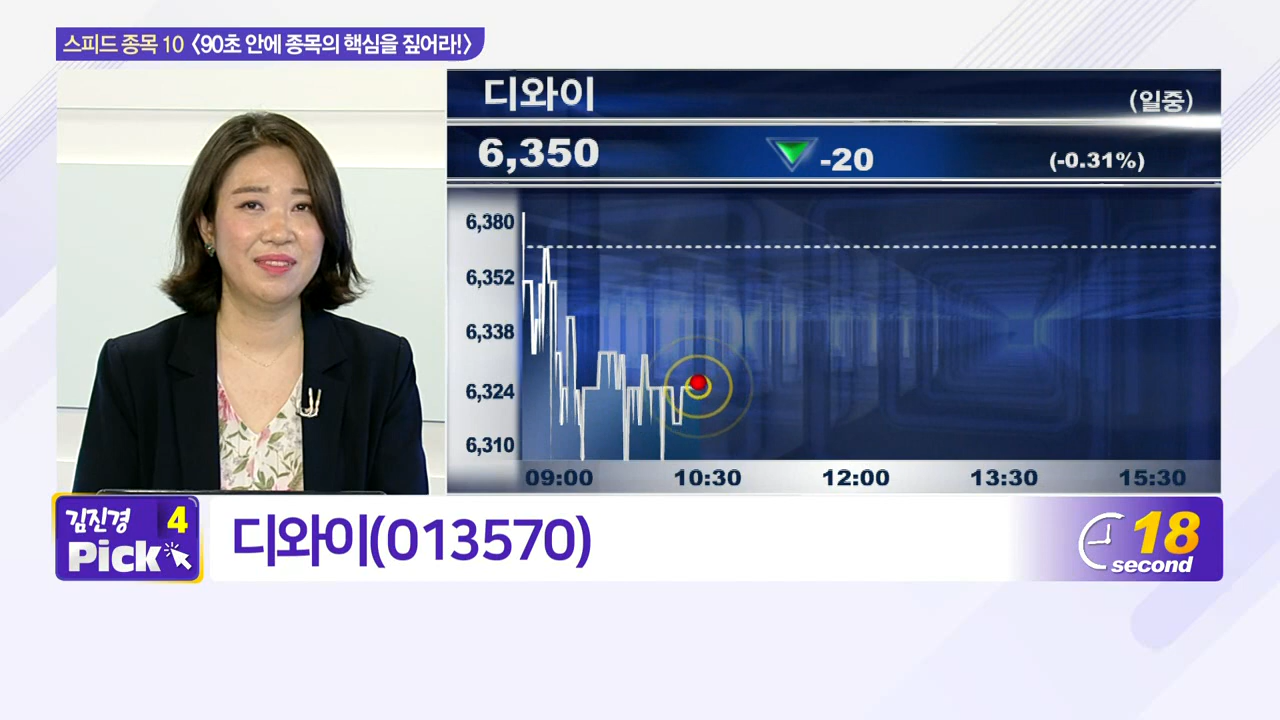 스피드 종목 10 〈90초 안에 종목의 핵심을 짚어라!〉
디와이
(일중)
6,350
-20
(-0.31%)
6,380
6,352
6,338
6,324
6,310
09:00
10:30
12:00
13:30
15:30
김진경
4
Pick
디와이(013570)
18
second